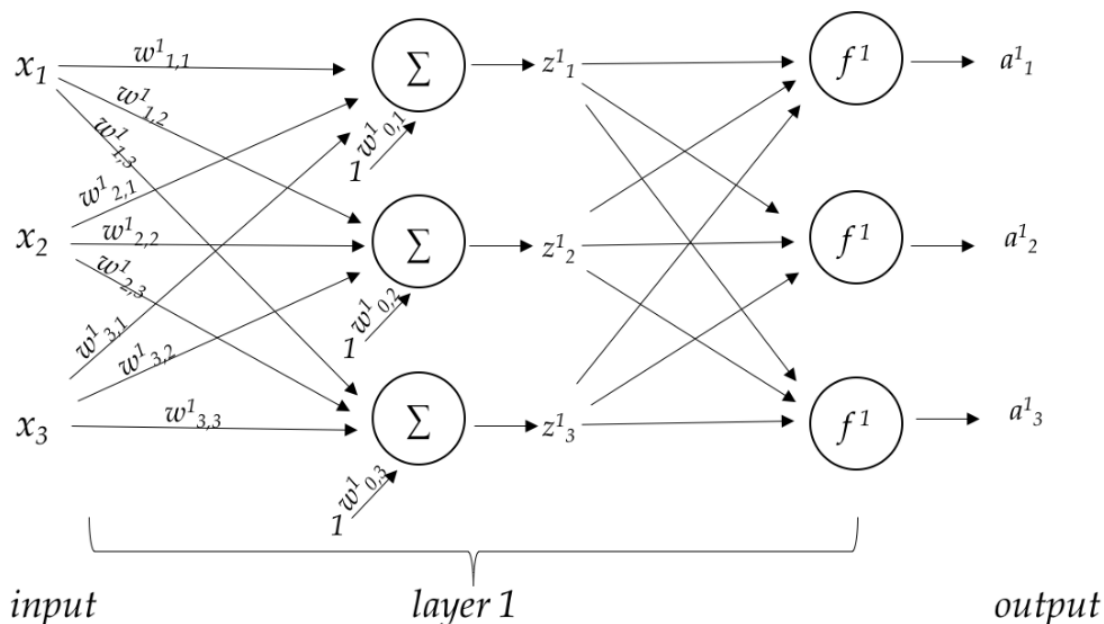 x₁ w¹₁,₁ Σ z¹₁ f¹ a¹₁
w¹₁,₂
w¹₁,₃
1 w¹₀,₁
w¹₂,₁
x₂ w¹₂,₂ Σ z¹₂ f¹ a¹₂
w¹₂,₃
1 w¹₀,₂
w¹₃,₁
w¹₃,₂
x₃ w¹₃,₃ Σ z¹₃ f¹ a¹₃
1 w¹₀,₃
input layer 1 output